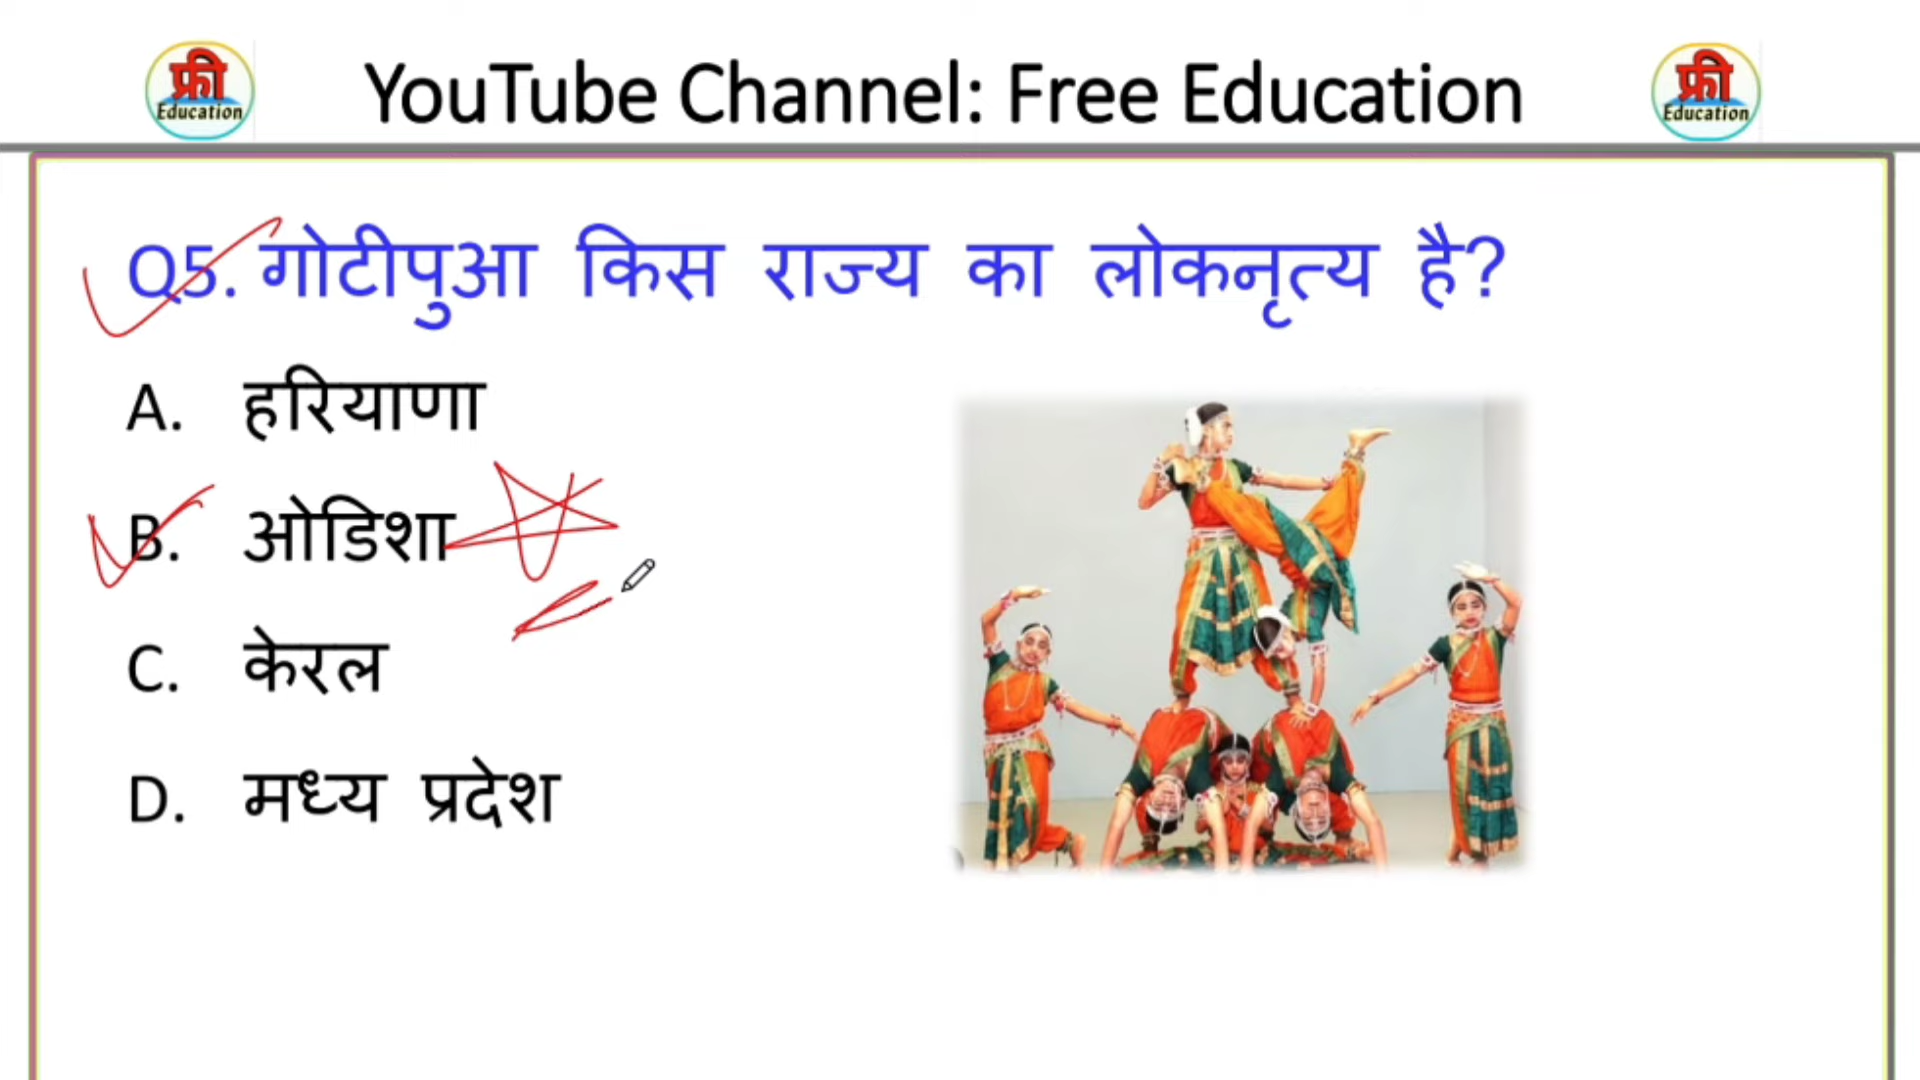 फ्री
Education
YouTube Channel: Free Education
फ्री
Education
Q5. गोटीपुआ किस राज्य का लोकनृत्य है?
A. हरियाणा
B. ओडिशा
C. केरल
D. मध्य प्रदेश